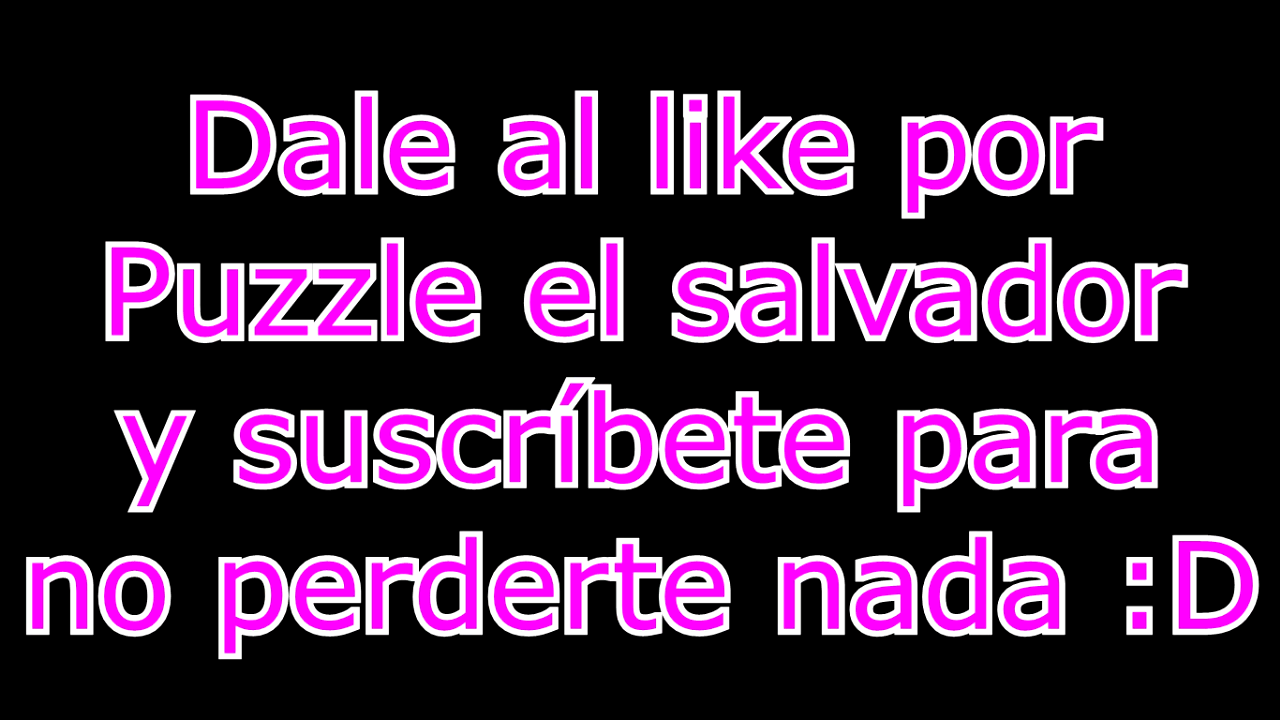 Dale al like por
Puzzle el salvador
y suscríbete para
no perderte nada :D